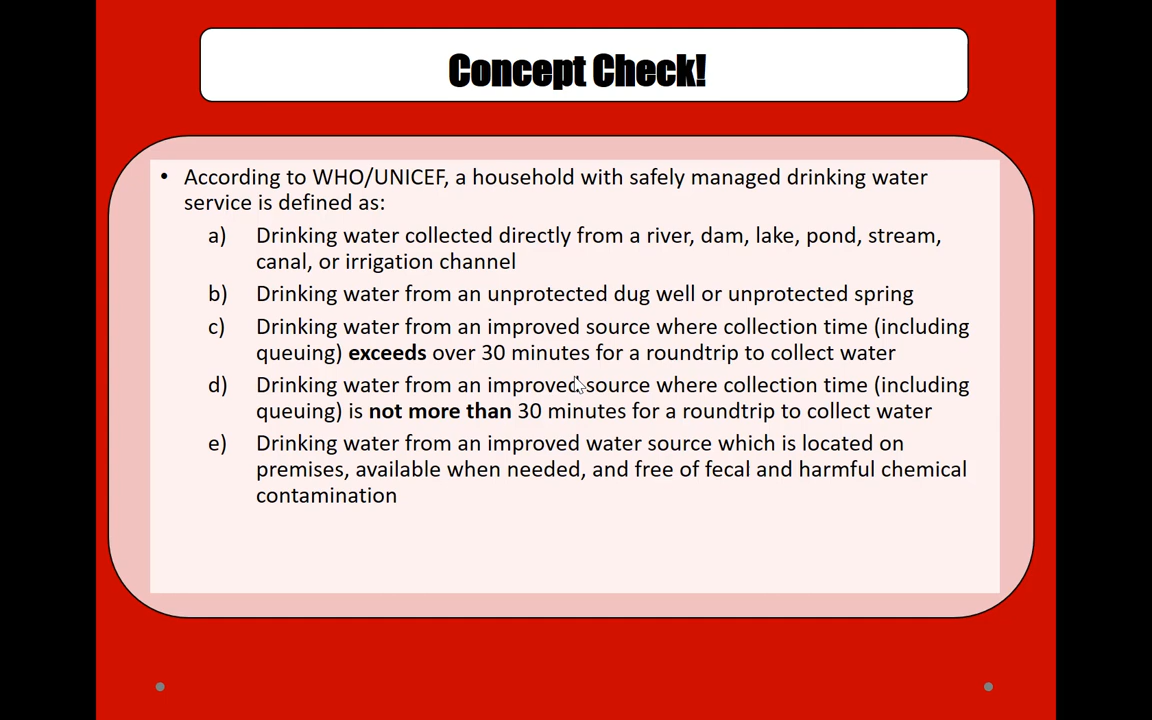 Concept Check!
• According to WHO/UNICEF, a household with safely managed drinking water
service is defined as:
a) Drinking water collected directly from a river, dam, lake, pond, stream,
canal, or irrigation channel
b) Drinking water from an unprotected dug well or unprotected spring
c) Drinking water from an improved source where collection time (including
queuing) exceeds over 30 minutes for a roundtrip to collect water
d) Drinking water from an improved source where collection time (including
queuing) is not more than 30 minutes for a roundtrip to collect water
e) Drinking water from an improved water source which is located on
premises, available when needed, and free of fecal and harmful chemical
contamination